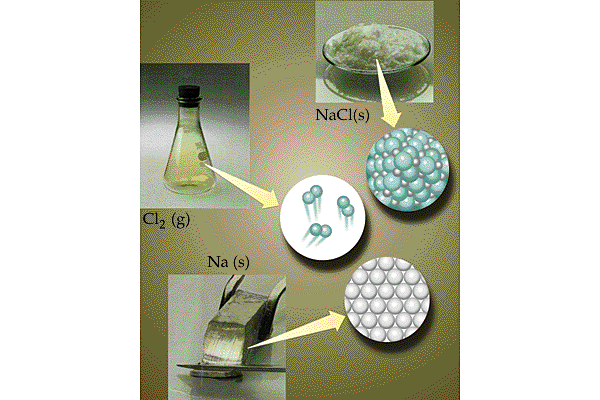 NaCl(s)
Cl₂ (g)
Na (s)